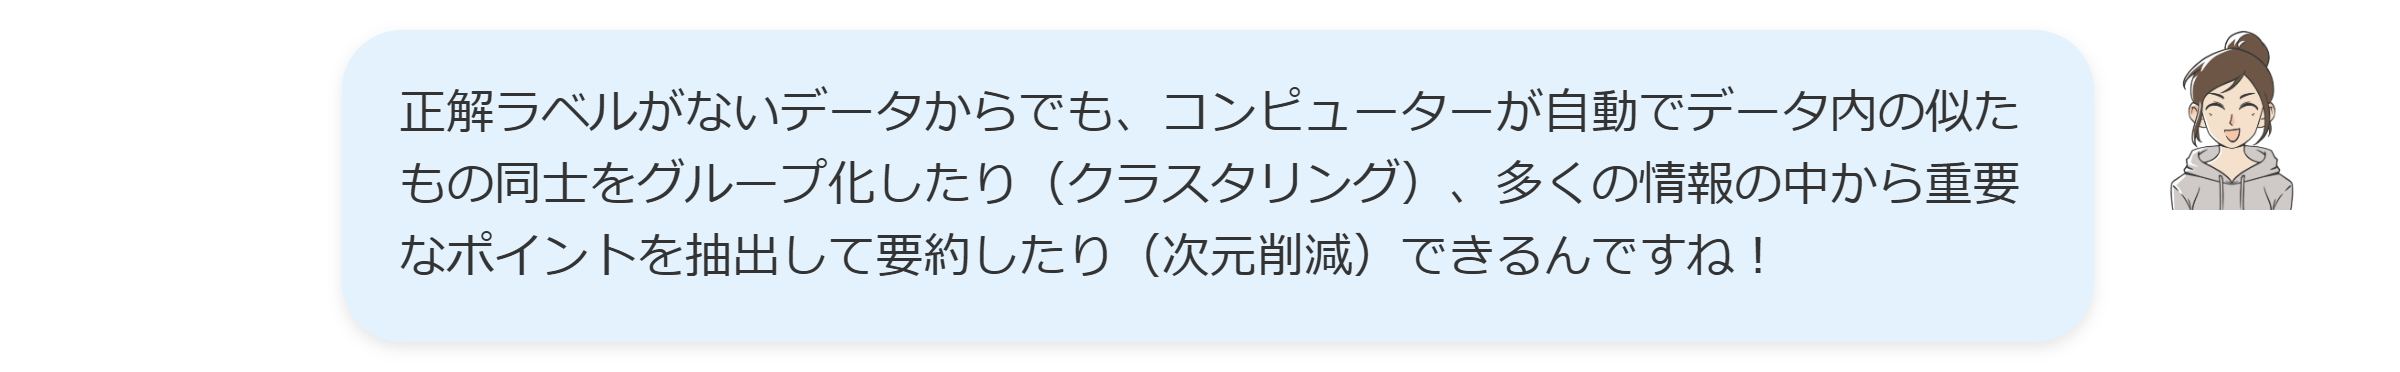 正解ラベルがないデータからでも、コンピューターが自動でデータ内の似た
もの同士をグループ化したり（クラスタリング）、多くの情報の中から重要
なポイントを抽出して要約したり（次元削減）できるんですね！